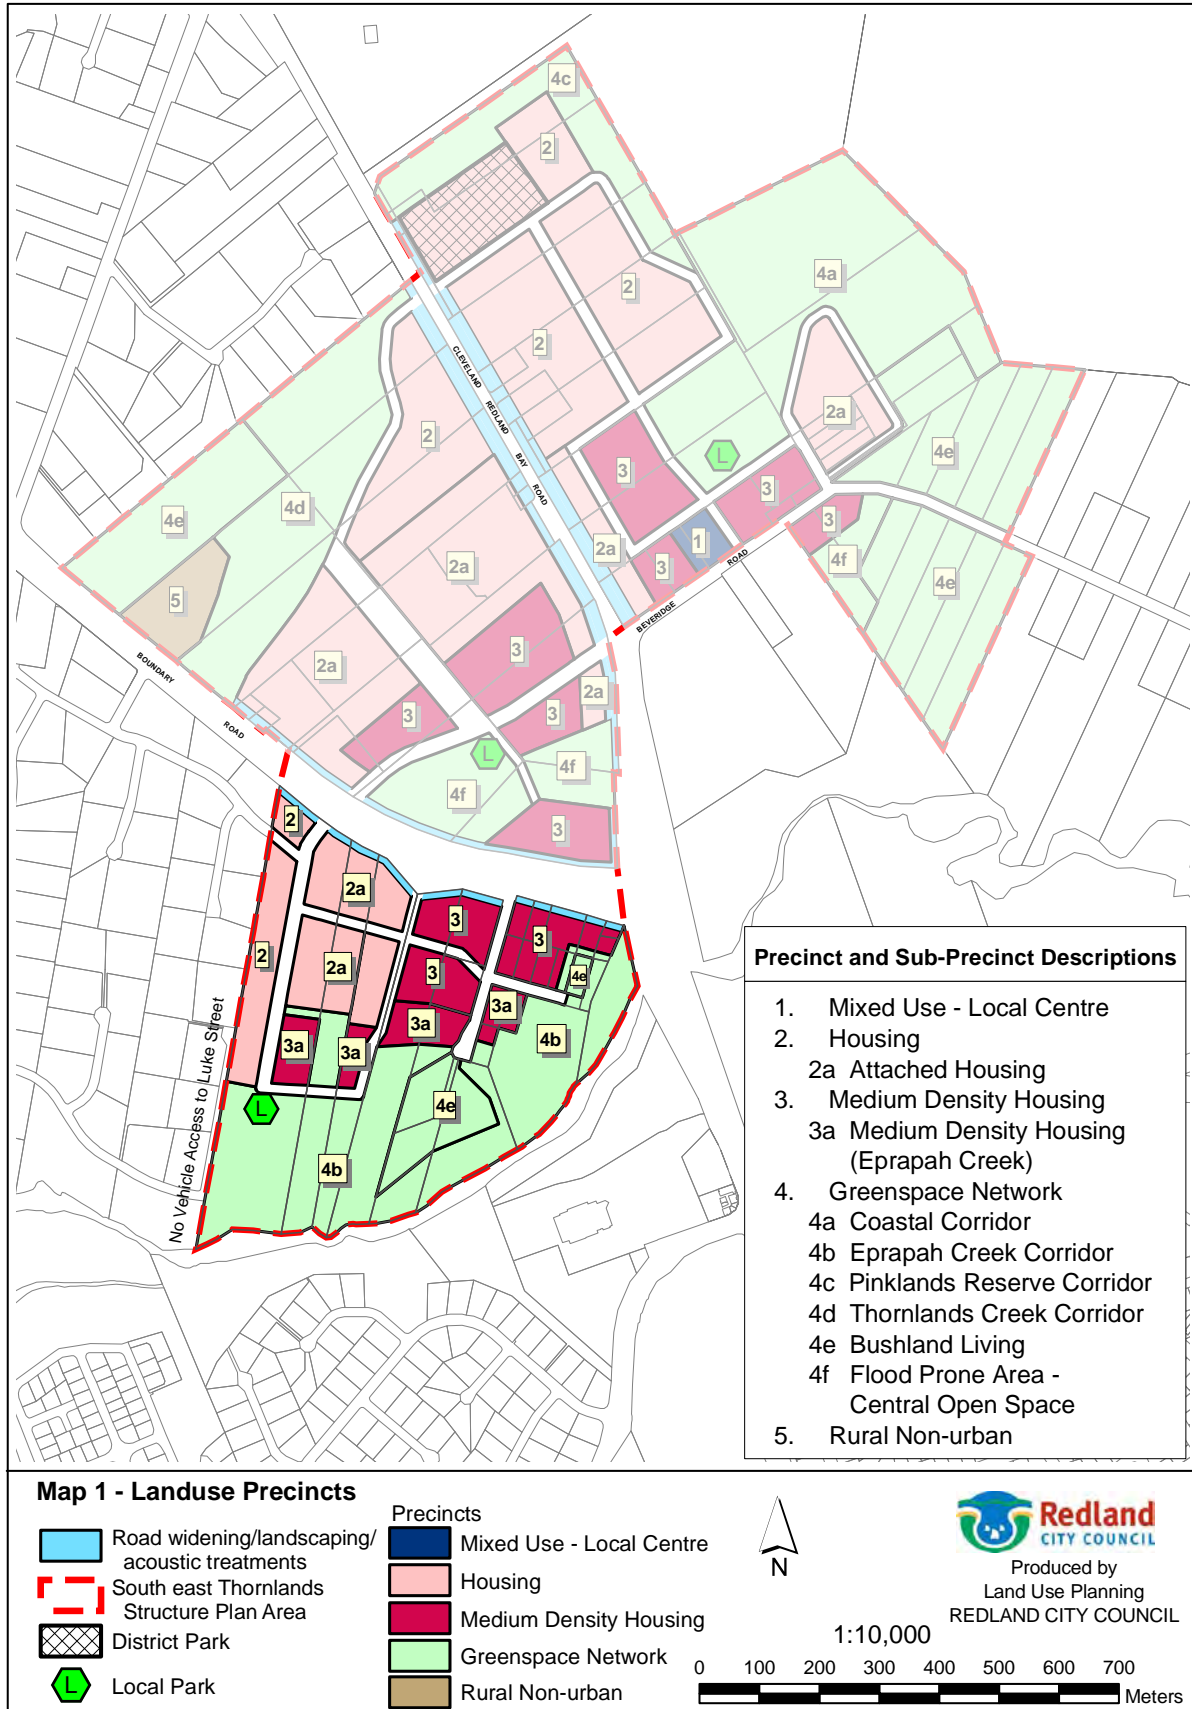 4c
2
4a
2
2
CLEVELAND REDLAND BAY ROAD
2
2a
3
L
4e
4e
4d
3
3
2a
1
2a
3
4f
4e
5
BEVERIDGE ROAD
3
2a
2a
BOUNDARY ROAD
3
3
L
4f
4f
3
2
2a
3
3
2
2a
3
4e
3a
3a
3a
3a
4b
4e
L
4b
No Vehicle Access to Luke Street
Precinct and Sub-Precinct Descriptions
1. Mixed Use - Local Centre
2. Housing
2a Attached Housing
3. Medium Density Housing
3a Medium Density Housing
(Eprapah Creek)
4. Greenspace Network
4a Coastal Corridor
4b Eprapah Creek Corridor
4c Pinklands Reserve Corridor
4d Thornlands Creek Corridor
4e Bushland Living
4f Flood Prone Area -
Central Open Space
5. Rural Non-urban
Map 1 - Landuse Precincts
Road widening/landscaping/
acoustic treatments
South east Thornlands
Structure Plan Area
District Park
L Local Park
Precincts
Mixed Use - Local Centre
Housing
Medium Density Housing
Greenspace Network
Rural Non-urban
N
Redland
CITY COUNCIL
Produced by
Land Use Planning
REDLAND CITY COUNCIL
1:10,000
0 100 200 300 400 500 600 700
Meters